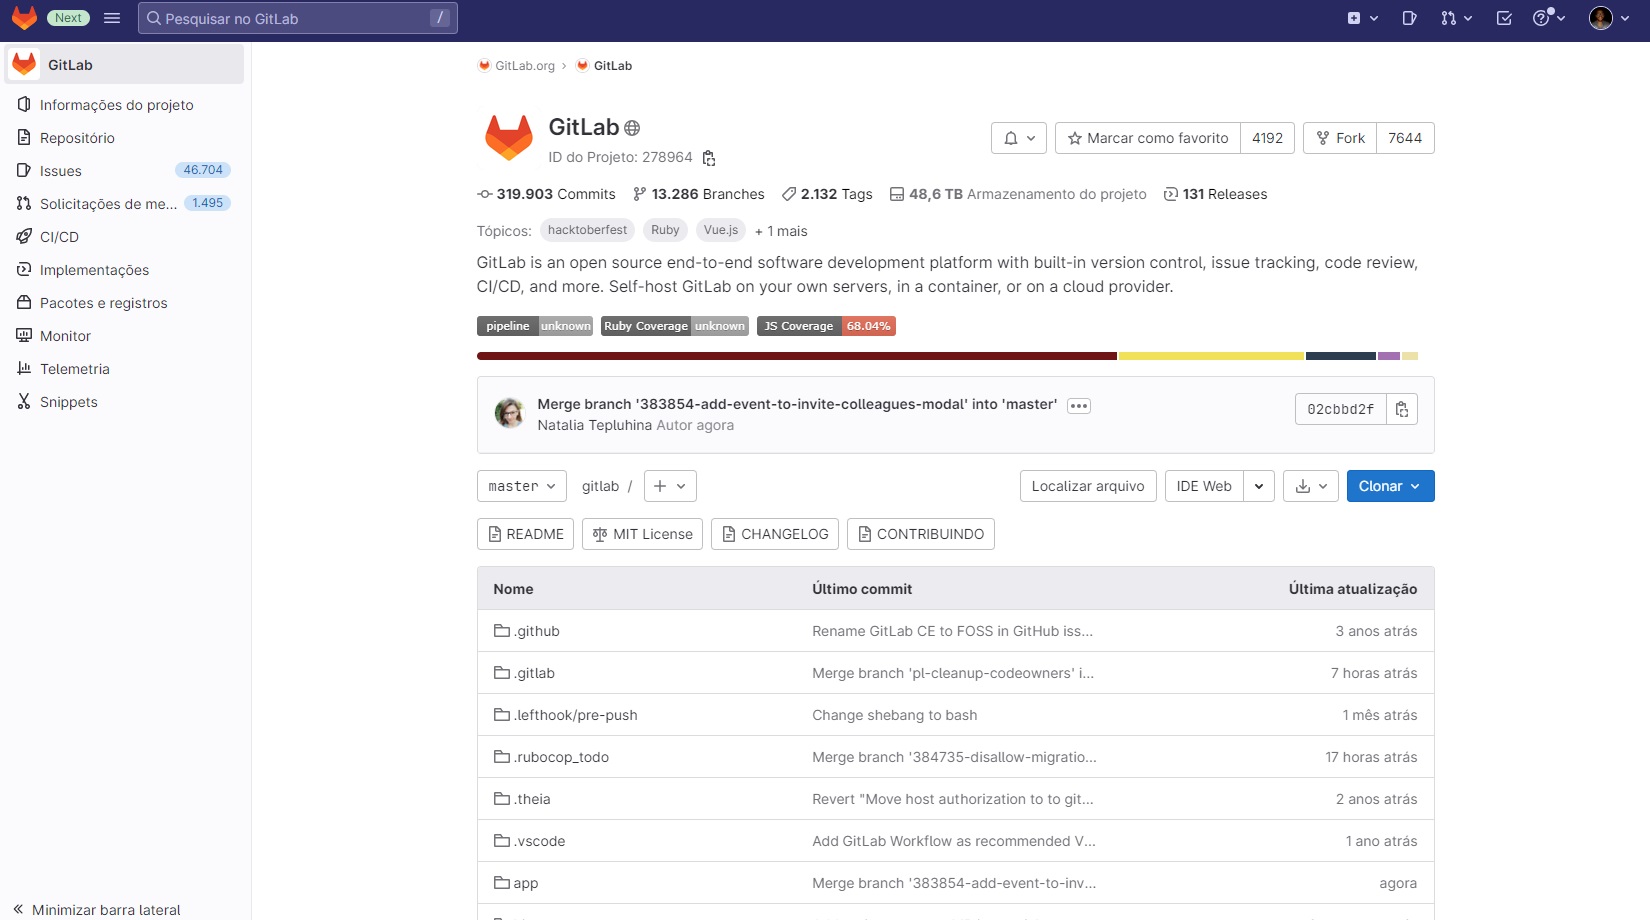 Next
Pesquisar no GitLab
/
GitLab
Informações do projeto
Repositório
Issues 46.704
Solicitações de me... 1.495
CI/CD
Implementações
Pacotes e registros
Monitor
Telemetria
Snippets
Minimizar barra lateral
GitLab.org > GitLab
GitLab
ID do Projeto: 278964
Marcar como favorito 4192
Fork 7644
319.903 Commits 13.286 Branches 2.132 Tags 48,6 TB Armazenamento do projeto 131 Releases
Tópicos: hacktoberfest Ruby Vue.js + 1 mais
GitLab is an open source end-to-end software development platform with built-in version control, issue tracking, code review,
CI/CD, and more. Self-host GitLab on your own servers, in a container, or on a cloud provider.
pipeline unknown Ruby Coverage unknown JS Coverage 68.04%
Merge branch '383854-add-event-to-invite-colleagues-modal' into 'master'
Natalia Tepluhina Autor agora
02cbbd2f
master gitlab / + Localizar arquivo IDE Web Clonar
README MIT License CHANGELOG CONTRIBUINDO
Nome Último commit Última atualização
.github Rename GitLab CE to FOSS in GitHub iss... 3 anos atrás
.gitlab Merge branch 'pl-cleanup-codeowners' i... 7 horas atrás
.lefthook/pre-push Change shebang to bash 1 mês atrás
.rubocop_todo Merge branch '384735-disallow-migratio... 17 horas atrás
.theia Revert "Move host authorization to to git... 2 anos atrás
.vscode Add GitLab Workflow as recommended V... 1 ano atrás
app Merge branch '383854-add-event-to-inv... agora